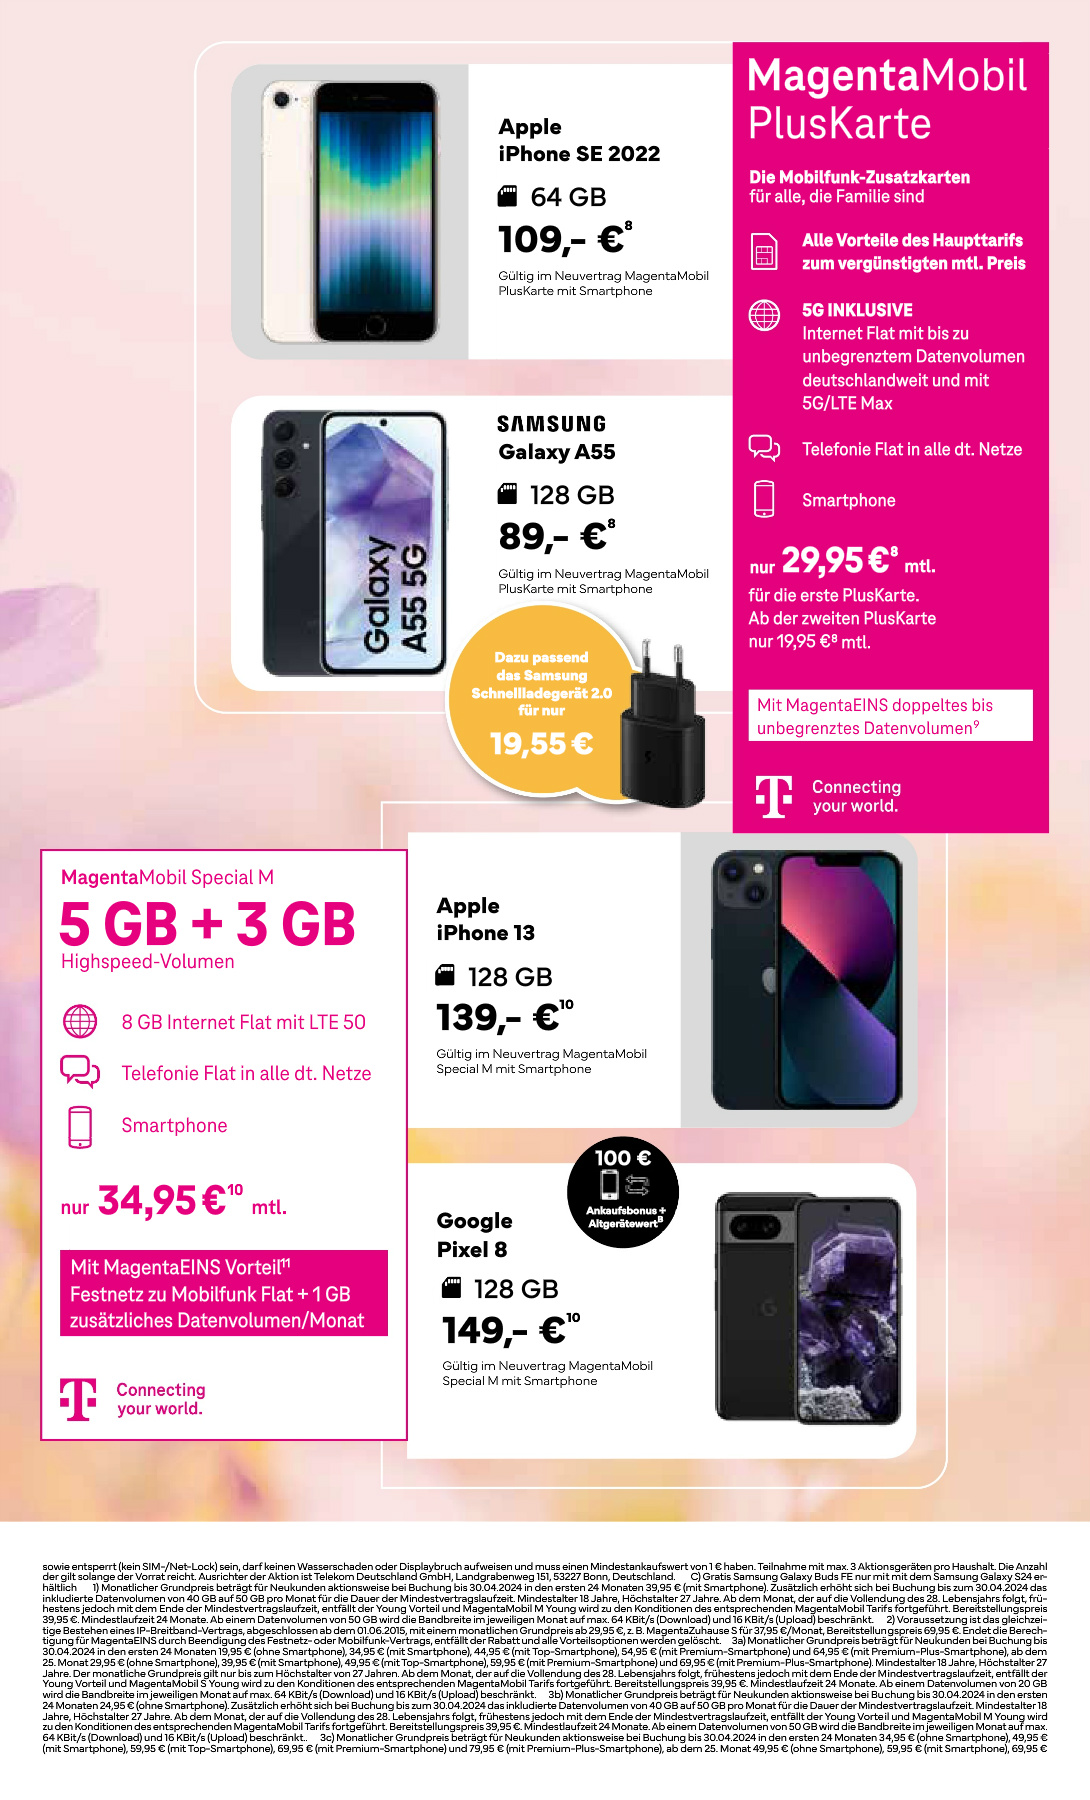 Apple
iPhone SE 2022
64 GB
109,- €⁸
Gültig im Neuvertrag MagentaMobil
PlusKarte mit Smartphone
SAMSUNG
Galaxy A55
128 GB
89,- €⁸
Gültig im Neuvertrag MagentaMobil
PlusKarte mit Smartphone
Galaxy
A55 5G
Dazu passend
das Samsung
Schnellladegerät 2.0
für nur
19,55 €
MagentaMobil
PlusKarte
Die Mobilfunk-Zusatzkarten
für alle, die Familie sind
Alle Vorteile des Haupttarifs
zum vergünstigten mtl. Preis
5G INKLUSIVE
Internet Flat mit bis zu
unbegrenztem Datenvolumen
deutschlandweit und mit
5G/LTE Max
Telefonie Flat in alle dt. Netze
Smartphone
nur 29,95 €⁸ mtl.
für die erste PlusKarte.
Ab der zweiten PlusKarte
nur 19,95 €⁸ mtl.
Mit MagentaEINS doppeltes bis
unbegrenztes Datenvolumen⁹
T Connecting
your world.
MagentaMobil Special M
5 GB + 3 GB
Highspeed-Volumen
8 GB Internet Flat mit LTE 50
Telefonie Flat in alle dt. Netze
Smartphone
nur 34,95 €¹⁰ mtl.
Mit MagentaEINS Vorteil¹¹
Festnetz zu Mobilfunk Flat + 1 GB
zusätzliches Datenvolumen/Monat
T Connecting
your world.
Apple
iPhone 13
128 GB
139,- €¹⁰
Gültig im Neuvertrag MagentaMobil
Special M mit Smartphone
100 €
Ankaufsbonus +
Altgerätewertᴮ
Google
Pixel 8
128 GB
149,- €¹⁰
Gültig im Neuvertrag MagentaMobil
Special M mit Smartphone
sowie entsperrt (kein SIM-/Net-Lock) sein, darf keinen Wasserschaden oder Displaybruch aufweisen und muss einen Mindestankaufswert von 1 € haben. Teilnahme mit max. 3 Aktionsgeräten pro Haushalt. Die Anzahl
der gilt solange der Vorrat reicht. Ausrichter der Aktion ist Telekom Deutschland GmbH, Landgrabenweg 151, 53227 Bonn, Deutschland. C) Gratis Samsung Galaxy Buds FE nur mit mit dem Samsung Galaxy S24 er-
hältlich 1) Monatlicher Grundpreis beträgt für Neukunden aktionsweise bei Buchung bis 30.04.2024 in den ersten 24 Monaten 39,95 € (mit Smartphone). Zusätzlich erhöht sich bei Buchung bis zum 30.04.2024 das
inkludierte Datenvolumen von 40 GB auf 50 GB pro Monat für die Dauer der Mindestvertragslaufzeit. Mindestalter 18 Jahre, Höchstalter 27 Jahre. Ab dem Monat, der auf die Vollendung des 28. Lebensjahrs folgt, frü-
hestens jedoch mit dem Ende der Mindestvertragslaufzeit, entfällt der Young Vorteil und MagentaMobil M Young wird zu den Konditionen des entsprechenden MagentaMobil Tarifs fortgeführt. Bereitstellungspreis
39,95 €. Mindestlaufzeit 24 Monate. Ab einem Datenvolumen von 50 GB wird die Bandbreite im jeweiligen Monat auf max. 64 KBit/s (Download) und 16 KBit/s (Upload) beschränkt. 2) Voraussetzung ist das gleichzei-
tige Bestehen eines IP-Breitband-Vertrags, abgeschlossen ab dem 01.06.2015, mit einem monatlichen Grundpreis ab 29,95 €, z. B. MagentaZuhause S für 37,95 €/Monat, Bereitstellungspreis 69,95 €. Endet die Berech-
tigung für MagentaEINS durch Beendigung des Festnetz- oder Mobilfunk-Vertrags, entfällt der Rabatt und alle Vorteilsoptionen werden gelöscht. 3a) Monatlicher Grundpreis beträgt für Neukunden bei Buchung bis
30.04.2024 in den ersten 24 Monaten 19,95 € (ohne Smartphone), 34,95 € (mit Smartphone), 44,95 € (mit Top-Smartphone), 54,95 € (mit Premium-Smartphone) und 64,95 € (mit Premium-Plus-Smartphone), ab dem
25. Monat 29,95 € (ohne Smartphone), 39,95 € (mit Smartphone), 49,95 € (mit Top-Smartphone), 59,95 € (mit Premium-Smartphone) und 69,95 € (mit Premium-Plus-Smartphone). Mindestalter 18 Jahre, Höchstalter 27
Jahre. Der monatliche Grundpreis gilt nur bis zum Höchstalter von 27 Jahren. Ab dem Monat, der auf die Vollendung des 28. Lebensjahrs folgt, frühestens jedoch mit dem Ende der Mindestvertragslaufzeit, entfällt der
Young Vorteil und MagentaMobil S Young wird zu den Konditionen des entsprechenden MagentaMobil Tarifs fortgeführt. Bereitstellungspreis 39,95 €. Mindestlaufzeit 24 Monate. Ab einem Datenvolumen von 20 GB
wird die Bandbreite im jeweiligen Monat auf max. 64 KBit/s (Download) und 16 KBit/s (Upload) beschränkt. 3b) Monatlicher Grundpreis beträgt für Neukunden aktionsweise bei Buchung bis 30.04.2024 in den ersten
24 Monaten 24,95 € (ohne Smartphone). Zusätzlich erhöht sich bei Buchung bis zum 30.04.2024 das inkludierte Datenvolumen von 40 GB auf 50 GB pro Monat für die Dauer der Mindestvertragslaufzeit. Mindestalter 18
Jahre, Höchstalter 27 Jahre. Ab dem Monat, der auf die Vollendung des 28. Lebensjahrs folgt, frühestens jedoch mit dem Ende der Mindestvertragslaufzeit, entfällt der Young Vorteil und MagentaMobil M Young wird
zu den Konditionen des entsprechenden MagentaMobil Tarifs fortgeführt. Bereitstellungspreis 39,95 €. Mindestlaufzeit 24 Monate. Ab einem Datenvolumen von 50 GB wird die Bandbreite im jeweiligen Monat auf max.
64 KBit/s (Download) und 16 KBit/s (Upload) beschränkt.. 3c) Monatlicher Grundpreis beträgt für Neukunden aktionsweise bei Buchung bis 30.04.2024 in den ersten 24 Monaten 34,95 € (ohne Smartphone), 49,95 €
(mit Smartphone), 59,95 € (mit Top-Smartphone), 69,95 € (mit Premium-Smartphone) und 79,95 € (mit Premium-Plus-Smartphone), ab dem 25. Monat 49,95 € (ohne Smartphone), 59,95 € (mit Smartphone), 69,95 €